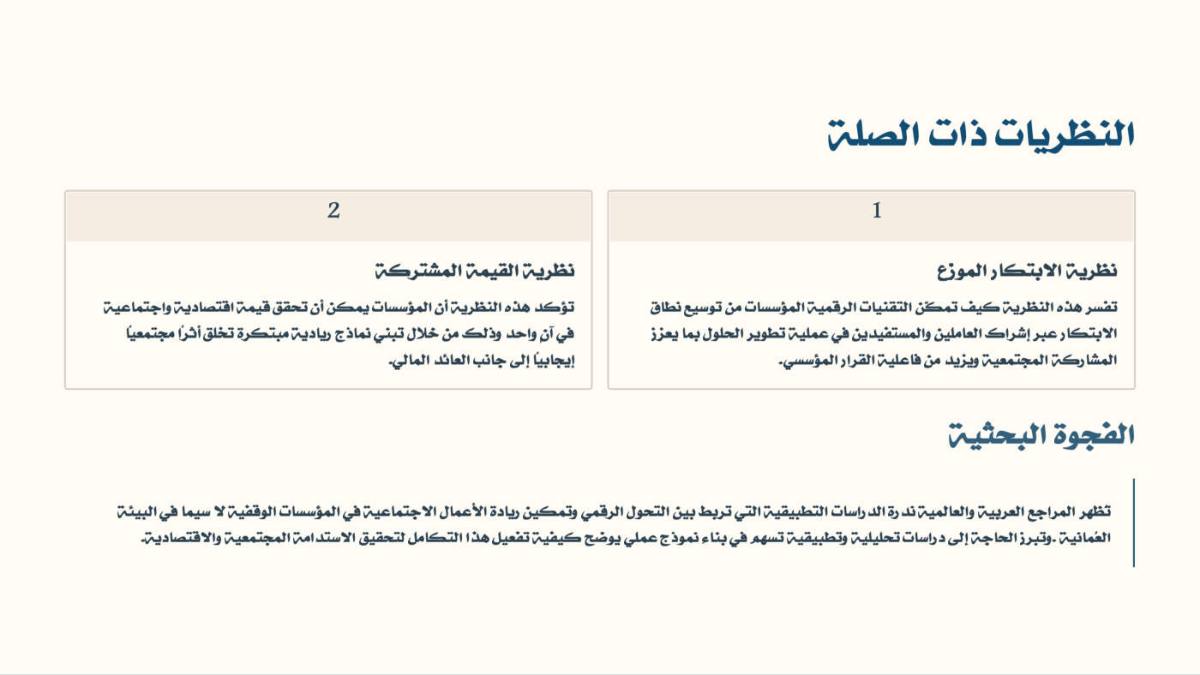 النظريات ذات الصلة
1
نظرية الابتكار الموزع
تفسر هذه النظرية كيف تمكّن التقنيات الرقمية المؤسسات من توسيع نطاق
الابتكار عبر إشراك العاملين والمستفيدين في عملية تطوير الحلول بما يعزز
المشاركة المجتمعية ويزيد من فاعلية القرار المؤسسي.
2
نظرية القيمة المشتركة
تؤكد هذه النظرية أن المؤسسات يمكن أن تحقق قيمة اقتصادية واجتماعية
في آنٍ واحد وذلك من خلال تبني نماذج ريادية مبتكرة تخلق أثرًا مجتمعيًا
إيجابيًا إلى جانب العائد المالي.
الفجوة البحثية
تظهر المراجع العربية والعالمية ندرة الدراسات التطبيقية التي تربط بين التحول الرقمي وتمكين ريادة الأعمال الاجتماعية في المؤسسات الوقفية لا سيما في البيئة
العُمانية .وتبرز الحاجة إلى دراسات تحليلية وتطبيقية تسهم في بناء نموذج عملي يوضح كيفية تفعيل هذا التكامل لتحقيق الاستدامة المجتمعية والاقتصادية.